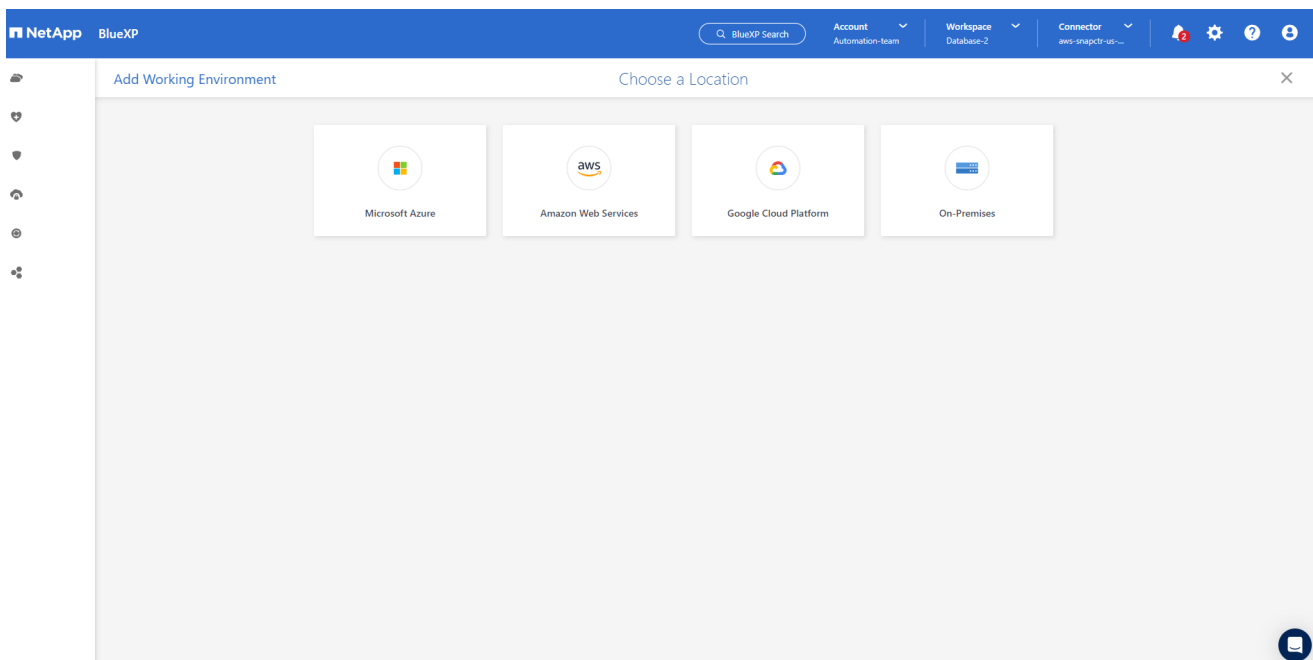 NetApp BlueXP
BlueXP Search
Account
Automation-team
Workspace
Database-2
Connector
aws-snapctr-us-...
2
Add Working Environment
Choose a Location
aws
Microsoft Azure
Amazon Web Services
Google Cloud Platform
On-Premises